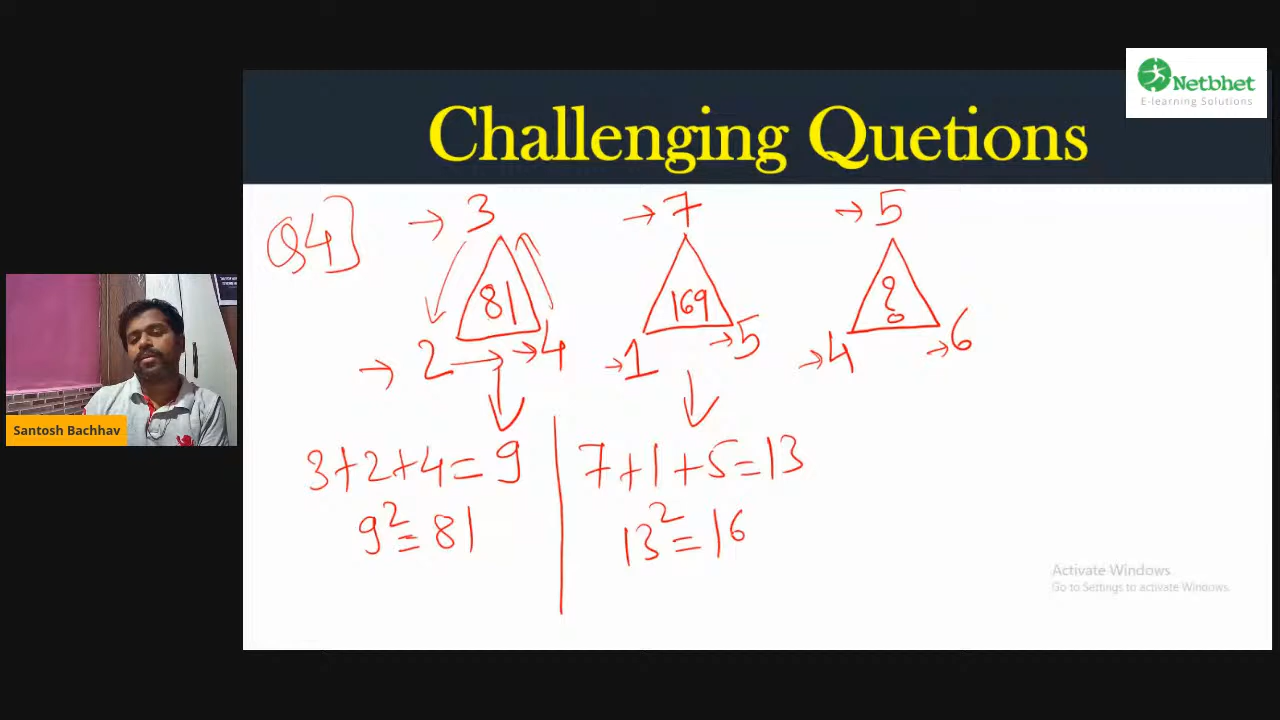 Netbhet
E-learning Solutions
Challenging Quetions
Q4]
→ 3 → 7 → 5
81 169 ?
→ 2 → → 4 → 1 → 5 → 4 → 6
3+2+4=9 7+1+5=13
9²=81 13²=16
Santosh Bachhav
Activate Windows
Go to Settings to activate Windows.